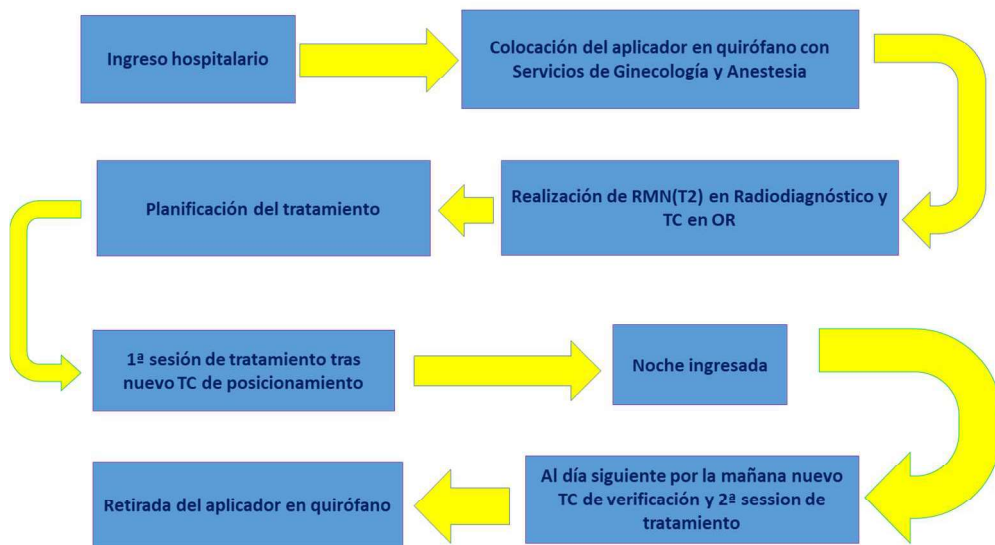 Ingreso hospitalario
Colocación del aplicador en quirófano con
Servicios de Ginecología y Anestesia
Realización de RMN(T2) en Radiodiagnóstico y
TC en OR
Planificación del tratamiento
1ª sesión de tratamiento tras
nuevo TC de posicionamiento
Noche ingresada
Al día siguiente por la mañana nuevo
TC de verificación y 2ª session de
tratamiento
Retirada del aplicador en quirófano